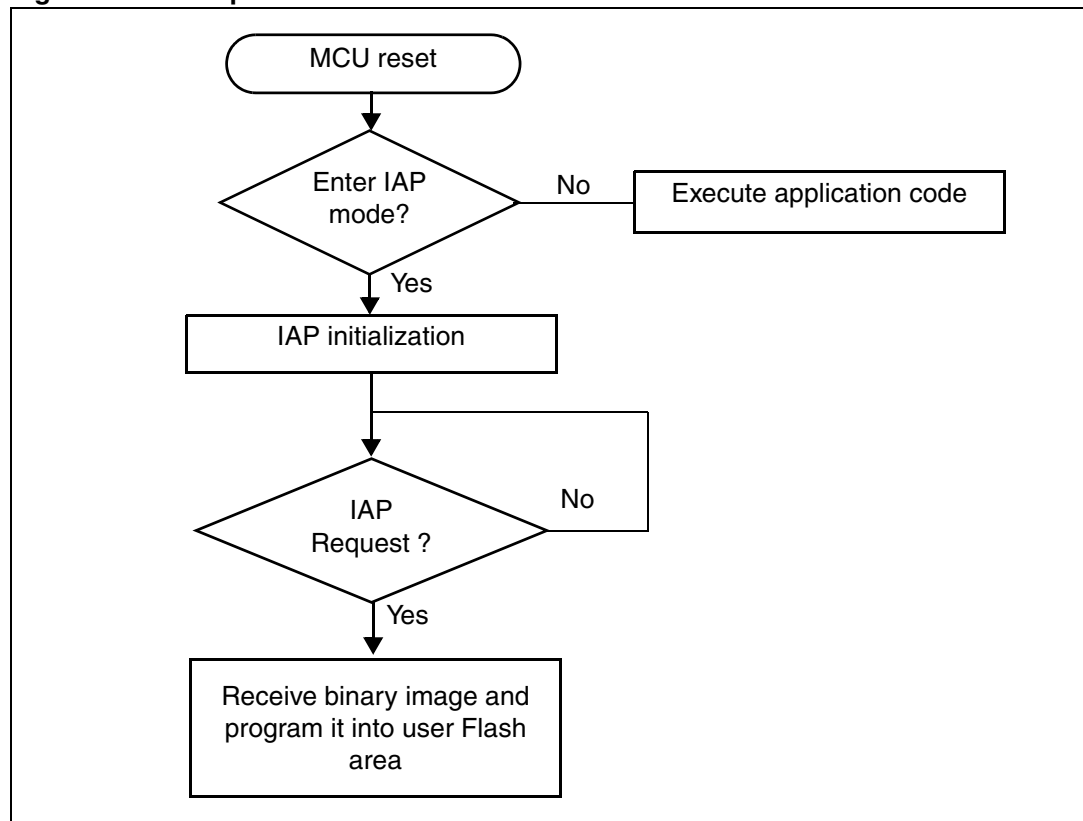 MCU reset
Enter IAP
mode?
No
Execute application code
Yes
IAP initialization
IAP
Request ?
No
Yes
Receive binary image and
program it into user Flash
area